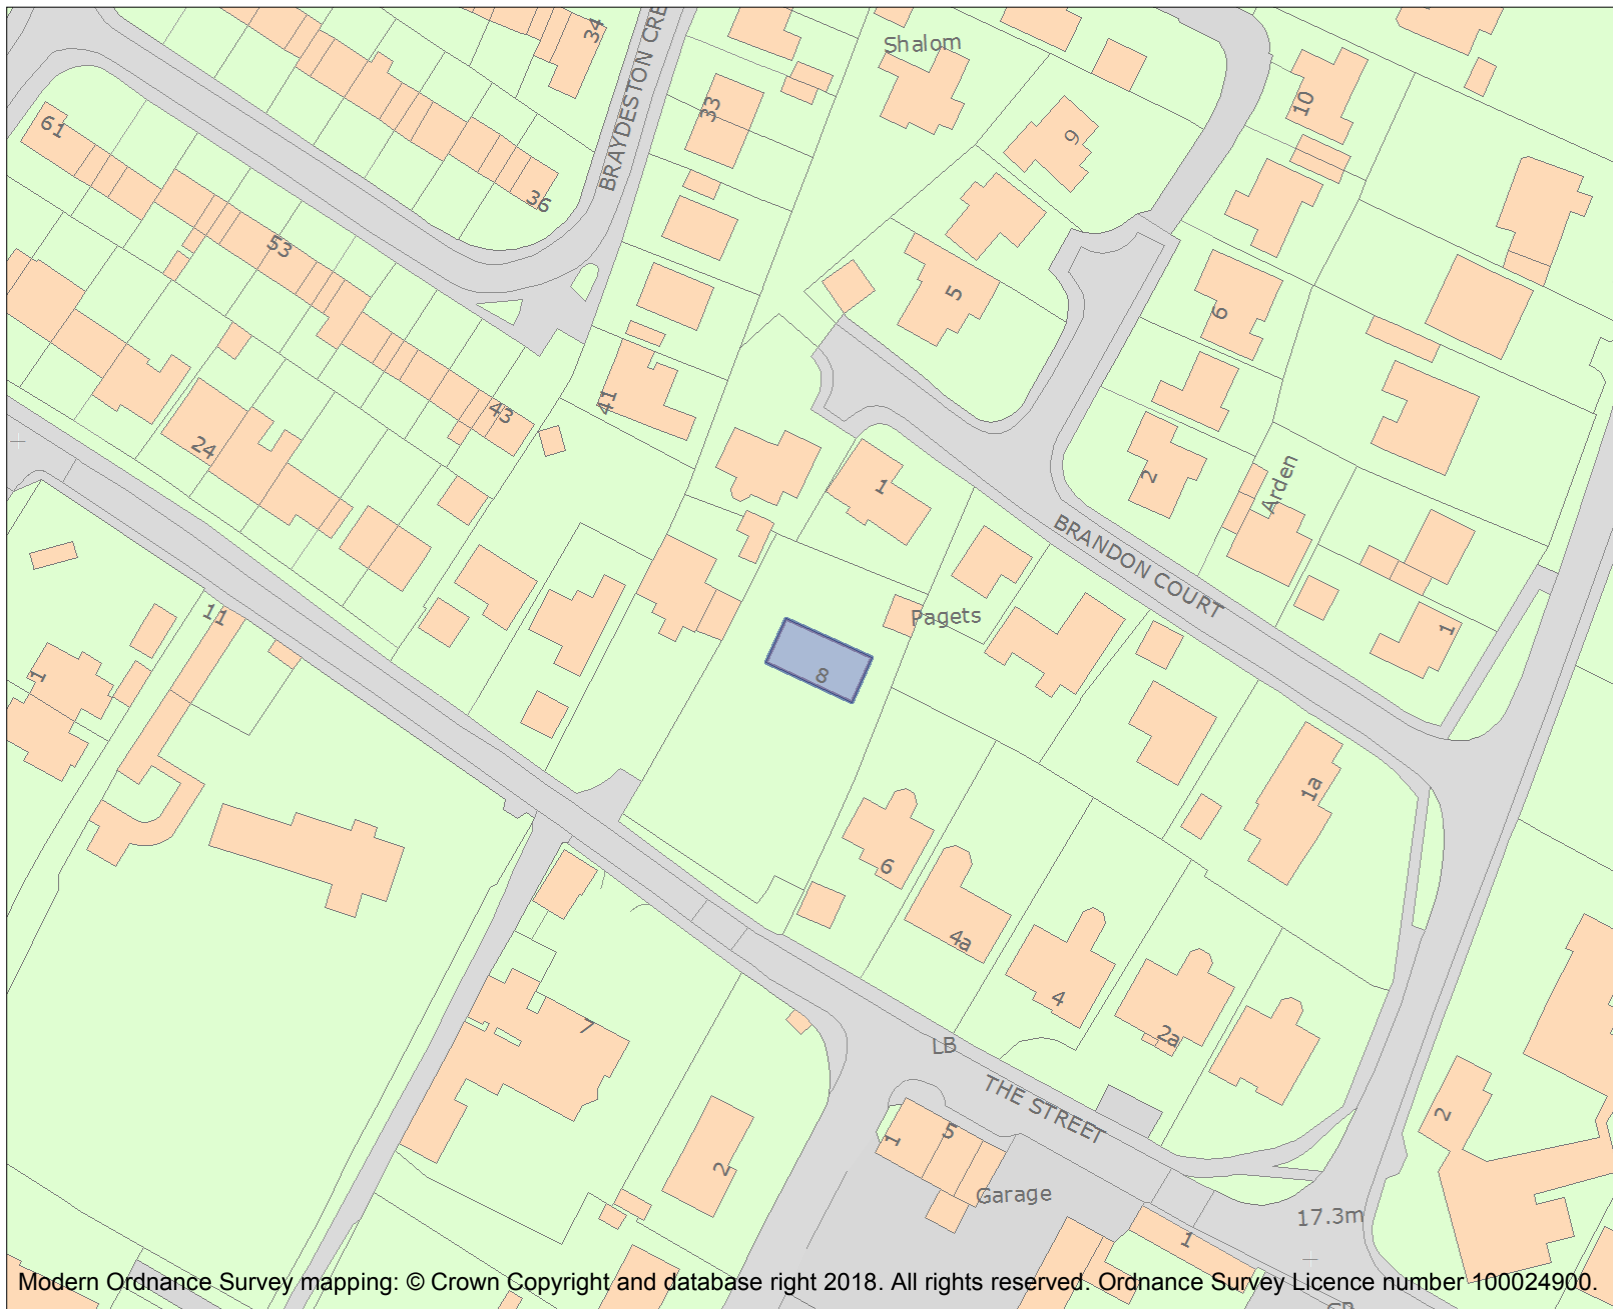 34
BRAYDESTON CRE
Shalom
33
9
10
61
36
53
5
6
41
43
24
1
2
Arden
BRANDON COURT
11
Pagets
1
8
1
1a
6
4a
4
2a
7
LB
THE STREET
2
1
5
2
Garage
17.3m
1
Modern Ordnance Survey mapping: © Crown Copyright and database right 2018. All rights reserved. Ordnance Survey Licence number 100024900.